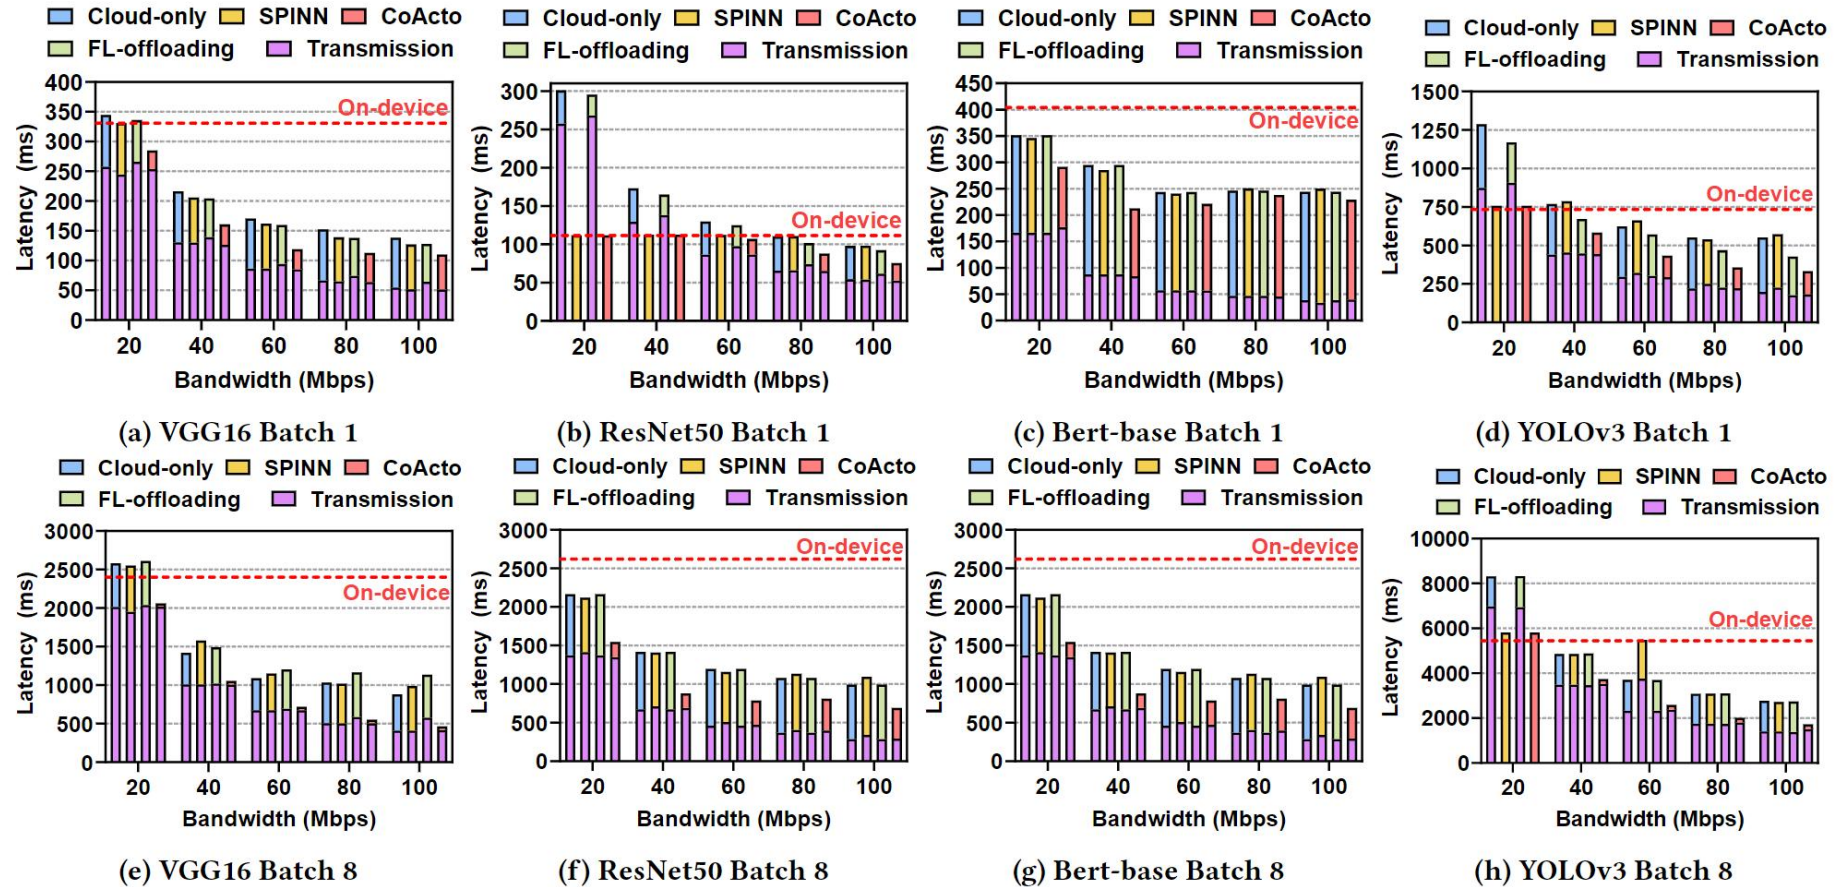 Cloud-only SPINN CoActo
FL-offloading Transmission
400
350
300
250
200
150
100
50
0
Latency (ms)
On-device
20 40 60 80 100
Bandwidth (Mbps)
(a) VGG16 Batch 1
Cloud-only SPINN CoActo
FL-offloading Transmission
300
250
200
150
100
50
0
Latency (ms)
On-device
20 40 60 80 100
Bandwidth (Mbps)
(b) ResNet50 Batch 1
Cloud-only SPINN CoActo
FL-offloading Transmission
450
400
350
300
250
200
150
100
50
0
Latency (ms)
On-device
20 40 60 80 100
Bandwidth (Mbps)
(c) Bert-base Batch 1
Cloud-only SPINN CoActo
FL-offloading Transmission
1500
1250
1000
750
500
250
0
Latency (ms)
On-device
20 40 60 80 100
Bandwidth (Mbps)
(d) YOLOv3 Batch 1
Cloud-only SPINN CoActo
FL-offloading Transmission
3000
2500
2000
1500
1000
500
0
Latency (ms)
On-device
20 40 60 80 100
Bandwidth (Mbps)
(e) VGG16 Batch 8
Cloud-only SPINN CoActo
FL-offloading Transmission
3000
2500
2000
1500
1000
500
0
Latency (ms)
On-device
20 40 60 80 100
Bandwidth (Mbps)
(f) ResNet50 Batch 8
Cloud-only SPINN CoActo
FL-offloading Transmission
3000
2500
2000
1500
1000
500
0
Latency (ms)
On-device
20 40 60 80 100
Bandwidth (Mbps)
(g) Bert-base Batch 8
Cloud-only SPINN CoActo
FL-offloading Transmission
10000
8000
6000
4000
2000
0
Latency (ms)
On-device
20 40 60 80 100
Bandwidth (Mbps)
(h) YOLOv3 Batch 8